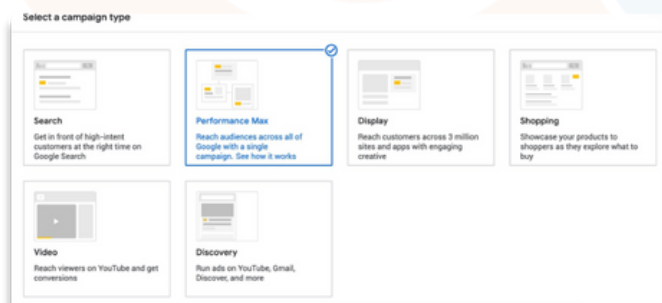 Select a campaign type
Search
Get in front of high-intent
customers at the right time on
Google Search
Performance Max
Reach audiences across all of
Google with a single
campaign. See how it works
Display
Reach customers across 3 million
sites and apps with engaging
creative
Shopping
Showcase your products to
shoppers as they explore what to
buy
Video
Reach viewers on YouTube and get
conversions
Discovery
Run ads on YouTube, Gmail,
Discover, and more